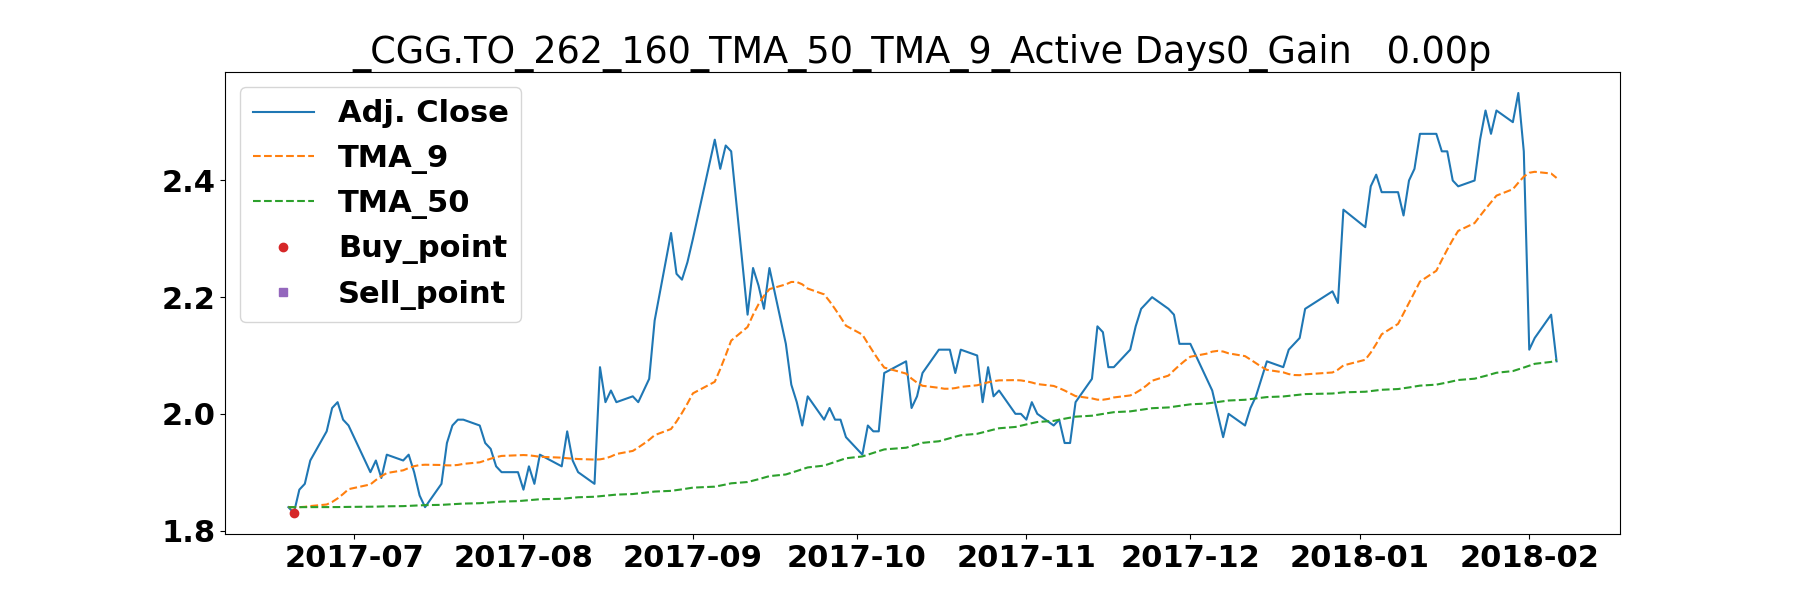 _CGG.TO_262_160_TMA_50_TMA_9_Active Days0_Gain   0.00p
Adj. Close
TMA_9
TMA_50
Buy_point
Sell_point
2.4
2.2
2.0
1.8
2017-07 2017-08 2017-09 2017-10 2017-11 2017-12 2018-01 2018-02